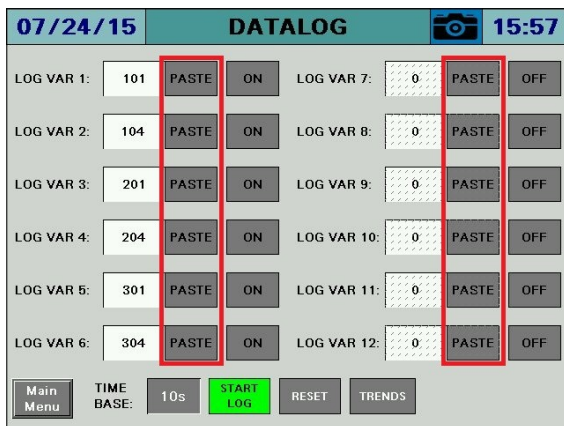 07/24/15 DATALOG 15:57
LOG VAR 1: 101 PASTE ON LOG VAR 7: 0 PASTE OFF
LOG VAR 2: 104 PASTE ON LOG VAR 8: 0 PASTE OFF
LOG VAR 3: 201 PASTE ON LOG VAR 9: 0 PASTE OFF
LOG VAR 4: 204 PASTE ON LOG VAR 10: 0 PASTE OFF
LOG VAR 5: 301 PASTE ON LOG VAR 11: 0 PASTE OFF
LOG VAR 6: 304 PASTE ON LOG VAR 12: 0 PASTE OFF
Main Menu
TIME BASE: 10s
START LOG
RESET
TRENDS